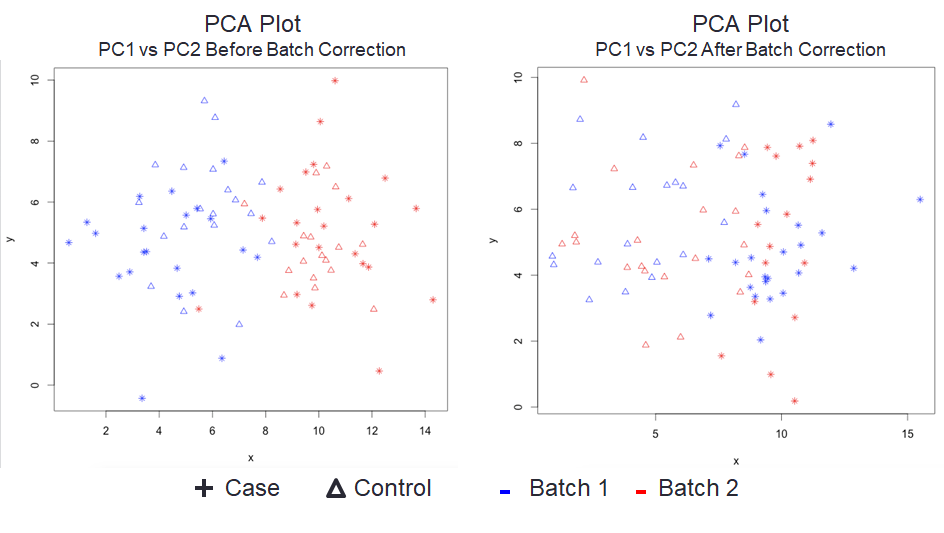 PCA Plot
PC1 vs PC2 Before Batch Correction
10
8
6
4
2
0
y
2 4 6 8 10 12 14
x
PCA Plot
PC1 vs PC2 After Batch Correction
10
8
6
4
2
0
y
5 10 15
x
Case Control Batch 1 Batch 2